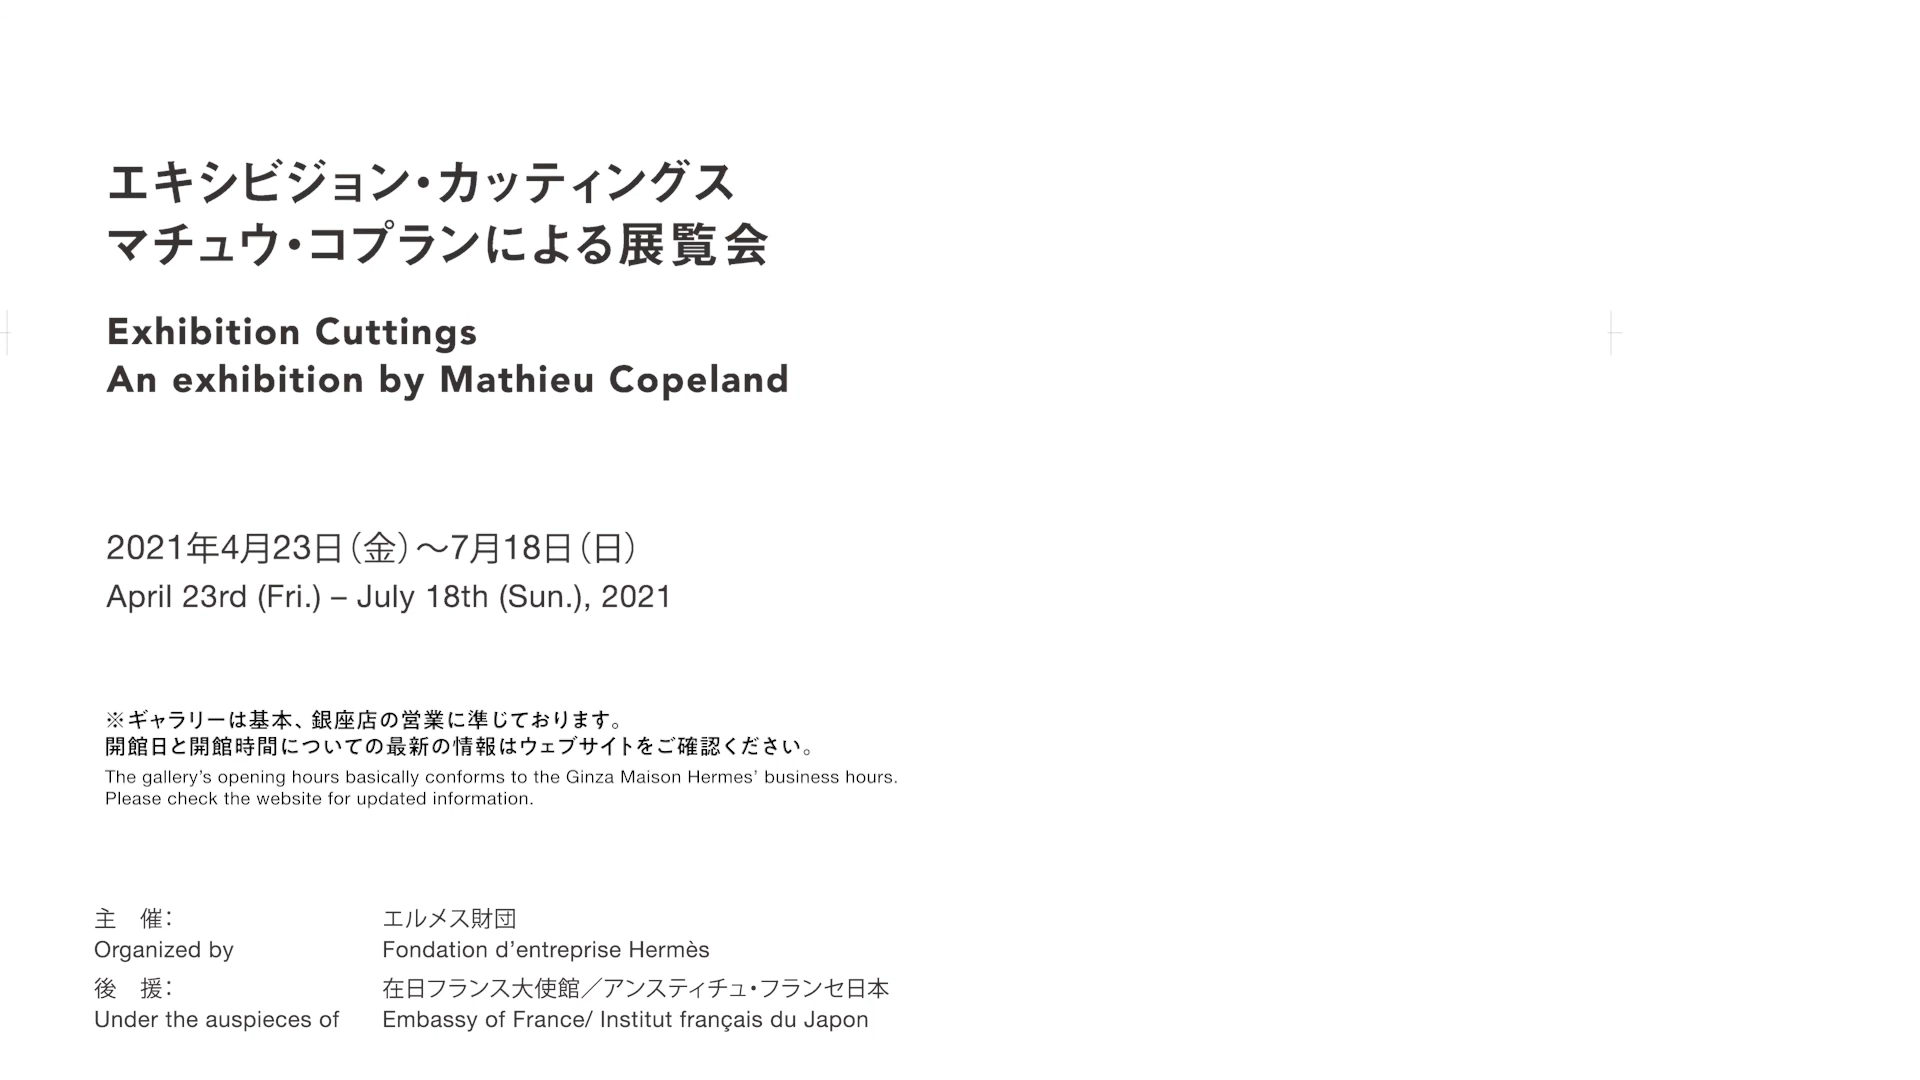 エキシビジョン・カッティングス
マチュウ・コプランによる展覧会
Exhibition Cuttings
An exhibition by Mathieu Copeland
2021年4月23日（金）～7月18日（日）
April 23rd (Fri.) – July 18th (Sun.), 2021
※ギャラリーは基本、銀座店の営業に準じております。
開館日と開館時間についての最新の情報はウェブサイトをご確認ください。
The gallery’s opening hours basically conforms to the Ginza Maison Hermes’ business hours.
Please check the website for updated information.
主　催： エルメス財団
Organized by Fondation d’entreprise Hermès
後　援： 在日フランス大使館／アンスティチュ・フランセ日本
Under the auspieces of Embassy of France/ Institut français du Japon